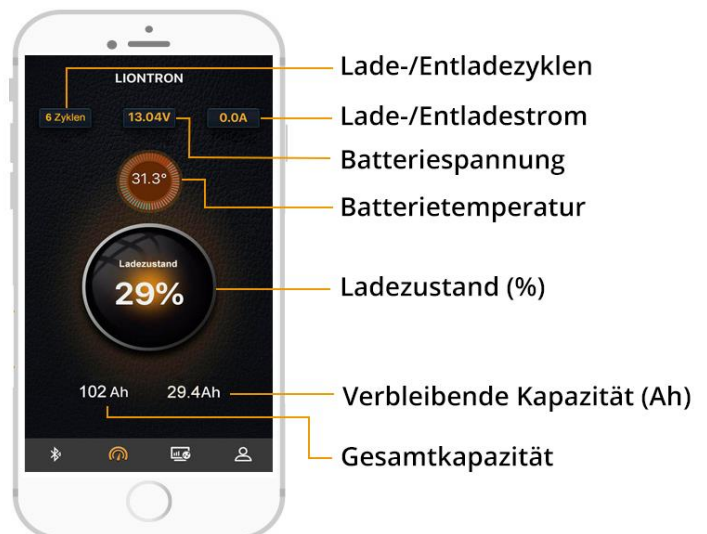 LIONTRON
6 Zyklen
13.04V
0.0A
31.3°
Ladezustand
29%
102 Ah
29.4Ah
Lade-/Entladezyklen
Lade-/Entladestrom
Batteriespannung
Batterietemperatur
Ladezustand (%)
Verbleibende Kapazität (Ah)
Gesamtkapazität